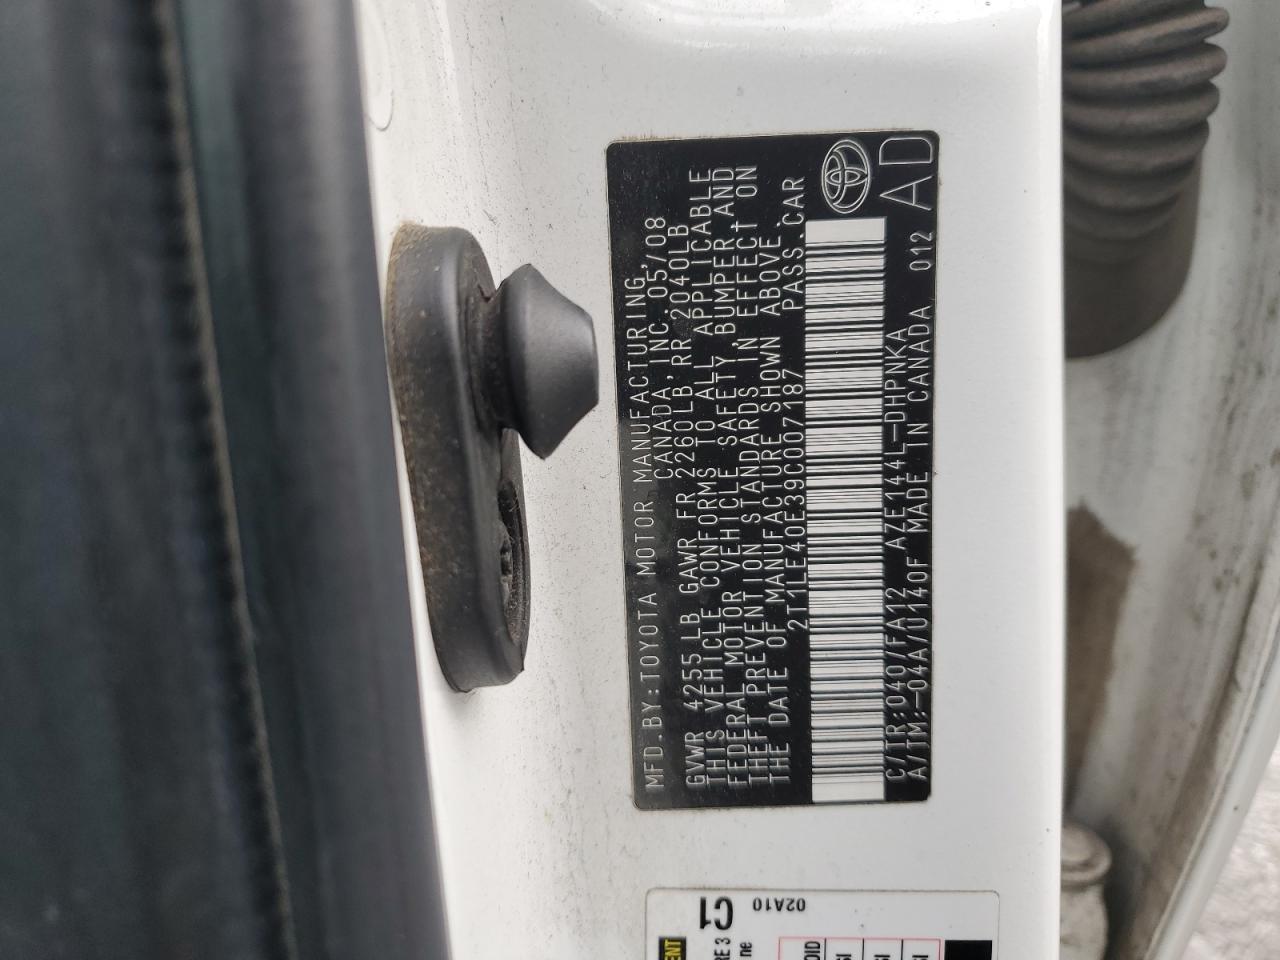 MFD.BY:TOYOTA MOTOR MANUFACTURING,
CANADA,INC. 05/08
GVWR 4255 LB GAWR FR 2260LB,RR 2040LB
THIS VEHICLE CONFORMS TO ALL APPLICABLE
FEDERAL MOTOR VEHICLE SAFETY,BUMPER,AND
THEFT PREVENTION STANDARDS IN EFFECT ON
THE DATE OF MANUFACTURE SHOWN ABOVE.
2T1LE40E39C007187 PASS.CAR
C/TR:040/FA12 AZE144L-DHPNKA
A/TM:-04A/U140F MADE IN CANADA 012 AD
C1
02A10